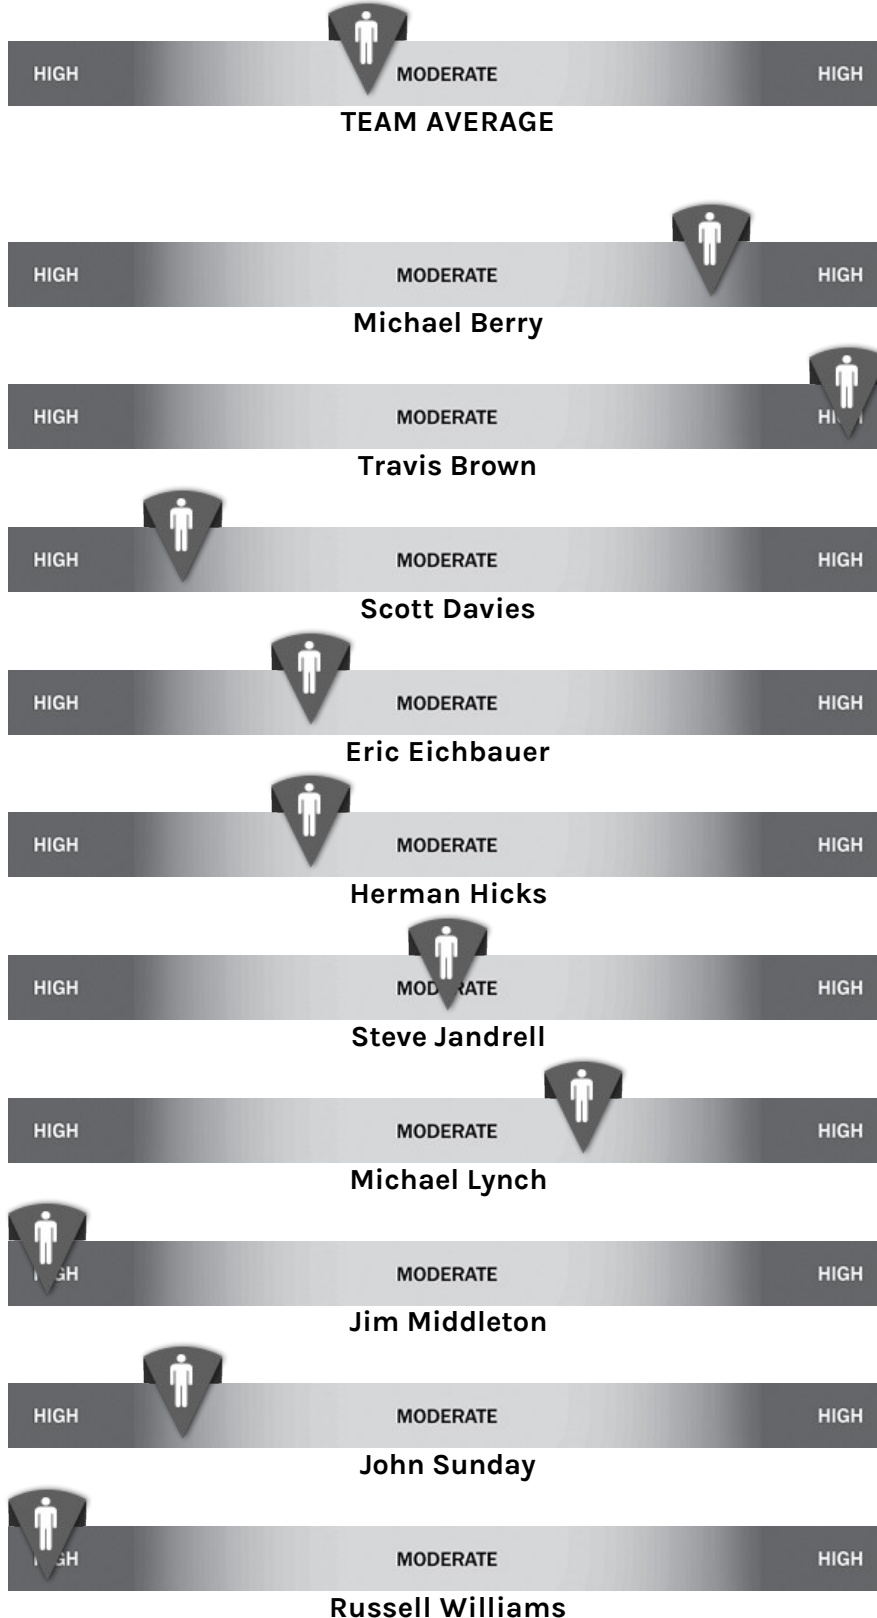 HIGH MODERATE HIGH
TEAM AVERAGE
HIGH MODERATE HIGH
Michael Berry
HIGH MODERATE
Travis Brown
HIGH MODERATE HIGH
Scott Davies
HIGH MODERATE HIGH
Eric Eichbauer
HIGH MODERATE HIGH
Herman Hicks
HIGH HIGH
Steve Jandrell
HIGH MODERATE HIGH
Michael Lynch
MODERATE HIGH
Jim Middleton
HIGH MODERATE HIGH
John Sunday
MODERATE HIGH
Russell Williams